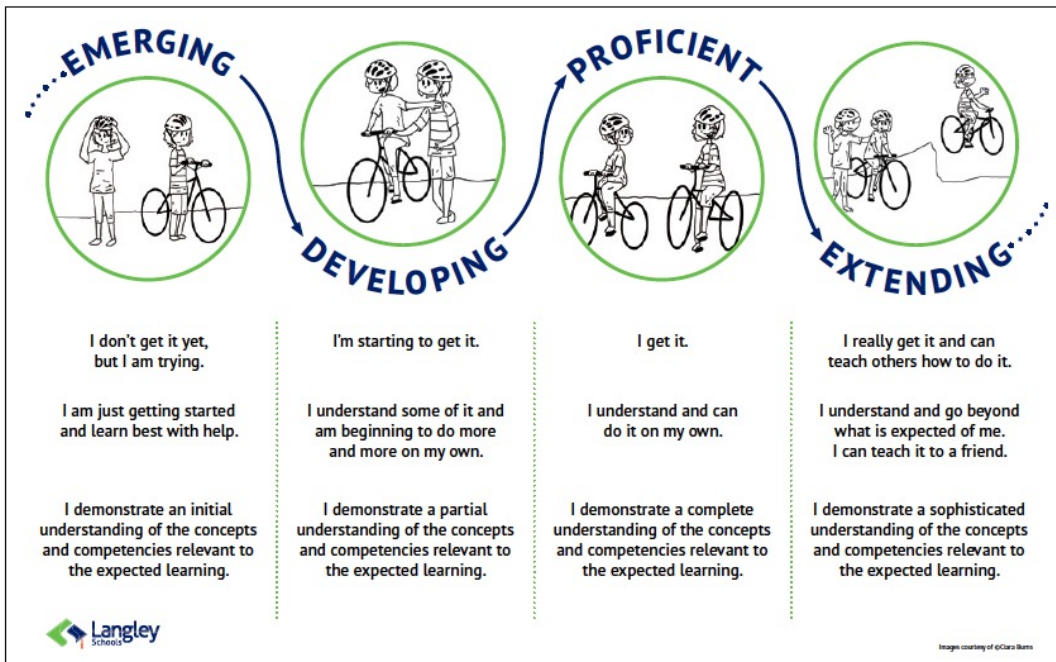 EMERGING
DEVELOPING
PROFICIENT
EXTENDING
I don't get it yet,
but I am trying.
I am just getting started
and learn best with help.
I demonstrate an initial
understanding of the concepts
and competencies relevant to
the expected learning.
I'm starting to get it.
I understand some of it and
am beginning to do more
and more on my own.
I demonstrate a partial
understanding of the concepts
and competencies relevant to
the expected learning.
I get it.
I understand and can
do it on my own.
I demonstrate a complete
understanding of the concepts
and competencies relevant to
the expected learning.
I really get it and can
teach others how to do it.
I understand and go beyond
what is expected of me.
I can teach it to a friend.
I demonstrate a sophisticated
understanding of the concepts
and competencies relevant to
the expected learning.
Langley
Schools
Images courtesy of ©Clara Burns